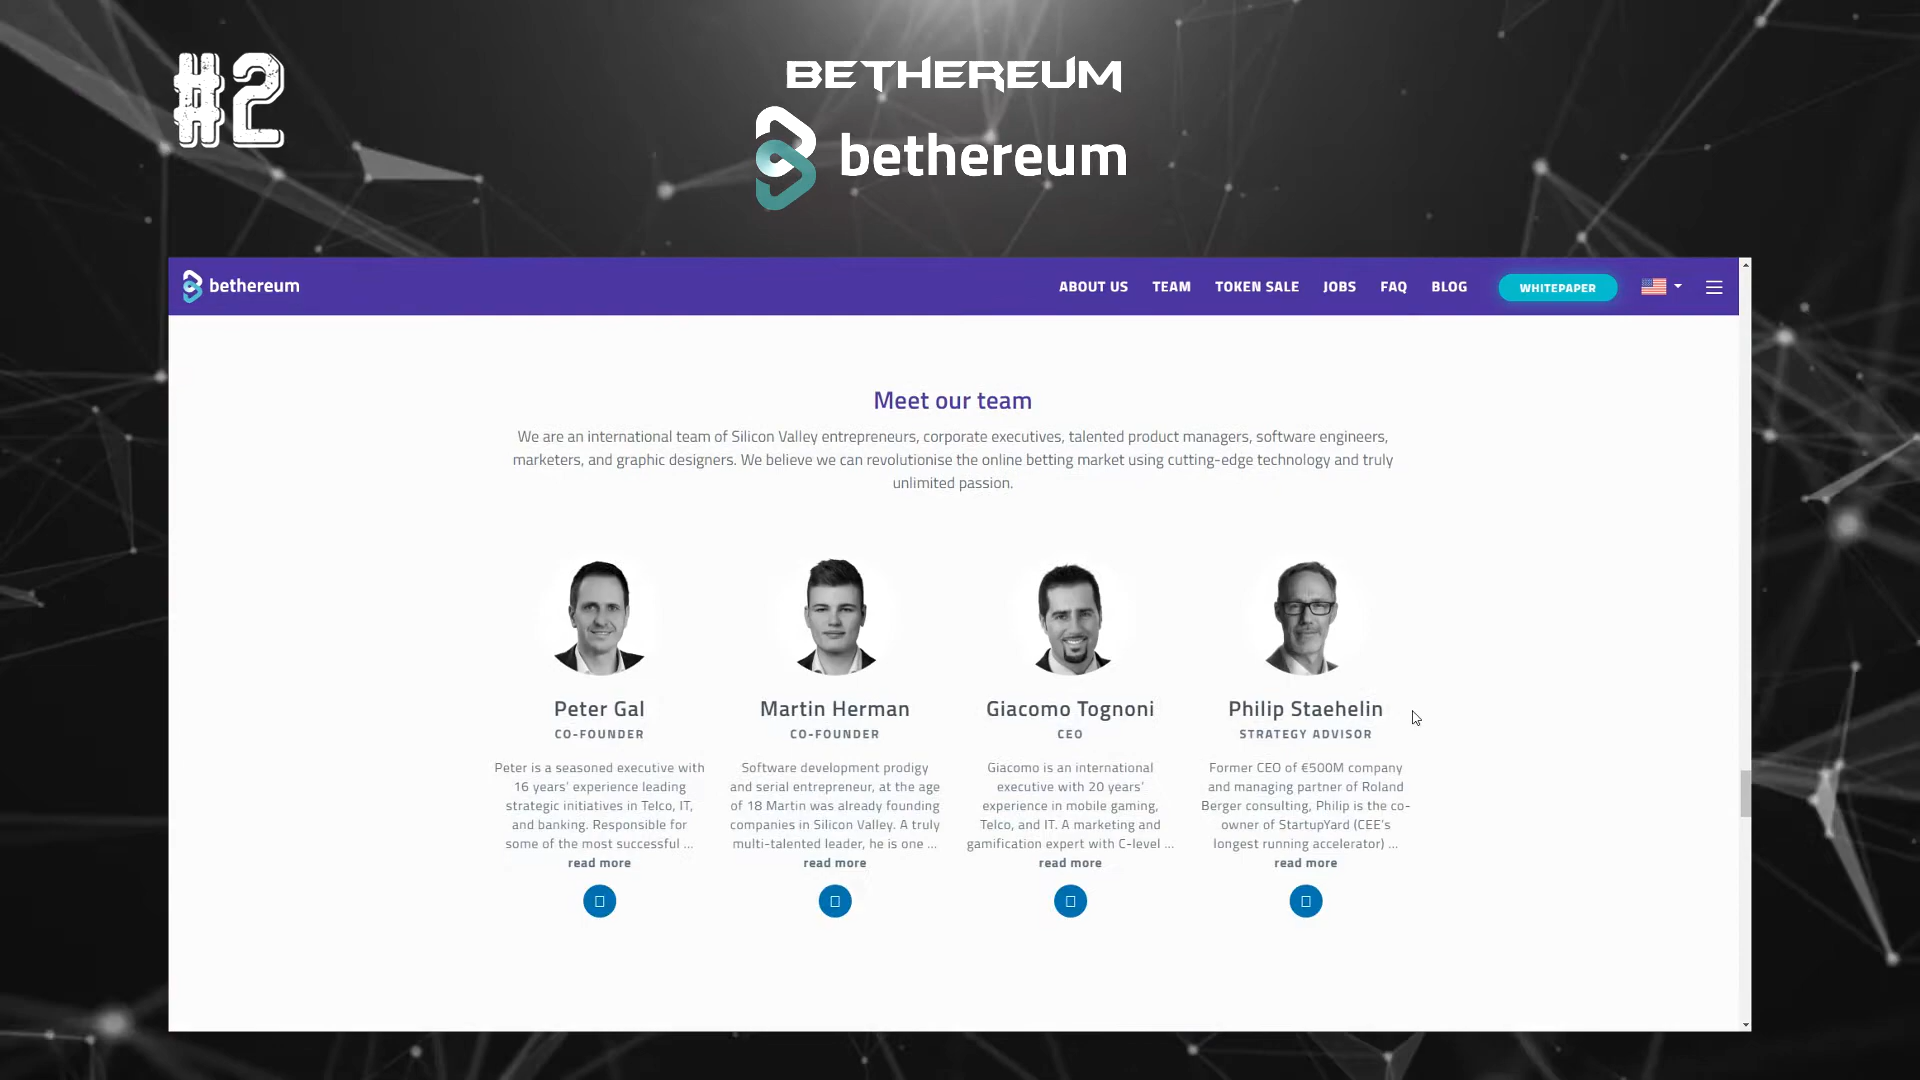 #2
BETHEREUM
bethereum
bethereum
ABOUT US TEAM TOKEN SALE JOBS FAQ BLOG WHITEPAPER
Meet our team
We are an international team of Silicon Valley entrepreneurs, corporate executives, talented product managers, software engineers,
marketers, and graphic designers. We believe we can revolutionise the online betting market using cutting-edge technology and truly
unlimited passion.
Peter Gal
CO-FOUNDER
Peter is a seasoned executive with
16 years' experience leading
strategic initiatives in Telco, IT,
and banking. Responsible for
some of the most successful ...
read more
Martin Herman
CO-FOUNDER
Software development prodigy
and serial entrepreneur, at the age
of 18 Martin was already founding
companies in Silicon Valley. A truly
multi-talented leader, he is one ...
read more
Giacomo Tognoni
CEO
Giacomo is an international
executive with 20 years'
experience in mobile gaming,
Telco, and IT. A marketing and
gamification expert with C-level ...
read more
Philip Staehelin
STRATEGY ADVISOR
Former CEO of €500M company
and managing partner of Roland
Berger consulting, Philip is the co-
owner of StartupYard (CEE's
longest running accelerator) ...
read more